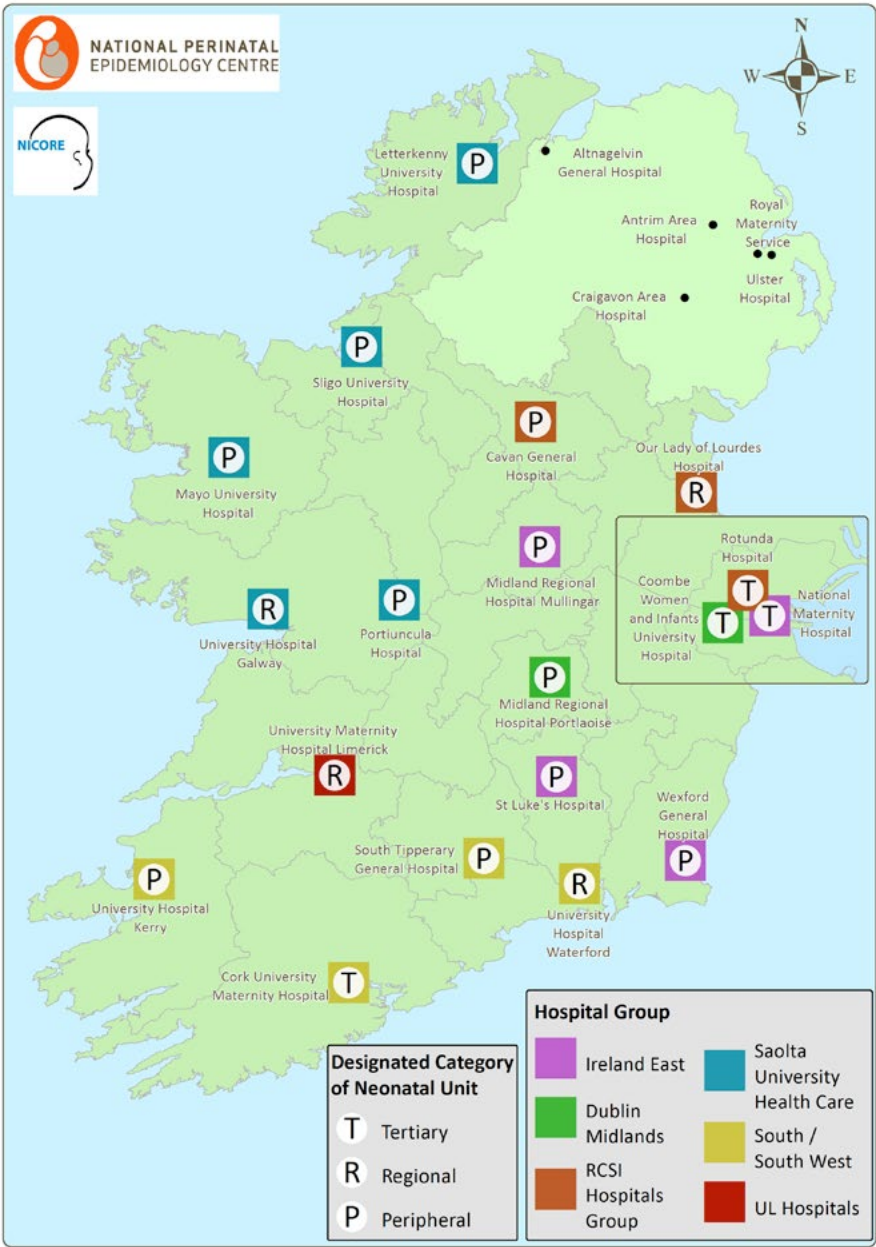 NATIONAL PERINATAL
EPIDEMIOLOGY CENTRE
N
W
E
S
NICORE
Letterkenny
University
Hospital
P
Altnagelvin
General Hospital
Antrim Area
Hospital
Royal
Maternity
Service
Ulster
Hospital
Craigavon Area
Hospital
P
Sligo University
Hospital
P
Cavan General
Hospital
Our Lady of Lourdes
Hospital
R
P
Mayo University
Hospital
P
Midland Regional
Hospital Mullingar
Rotunda
Hospital
T
Coombe
Women
and Infants
University
Hospital
T
T
National
Maternity
Hospital
R
University Hospital
Galway
P
Portiuncula
Hospital
P
Midland Regional
Hospital Portlaoise
University Maternity
Hospital Limerick
R
P
St Luke's Hospital
Wexford
General
Hospital
P
South Tipperary
General Hospital
P
P
University Hospital
Kerry
R
University
Hospital
Waterford
Cork University
Maternity Hospital
T
Designated Category
of Neonatal Unit
T Tertiary
R Regional
P Peripheral
Hospital Group
Ireland East
Dublin
Midlands
RCSI
Hospitals
Group
Saolta
University
Health Care
South /
South West
UL Hospitals